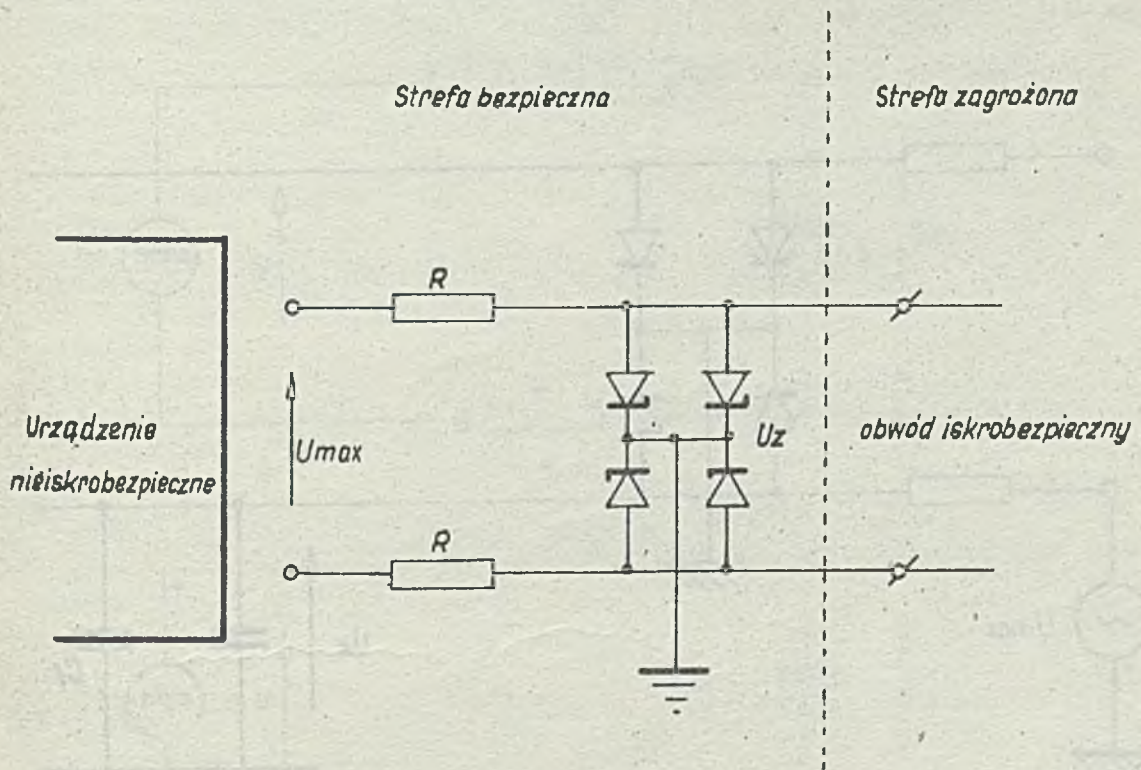 Strefa bezpieczna
Strefa zagrożona
R
Urządzenie
nieiskrobezpieczne
Umax
Uz
obwód iskrobezpieczny
R